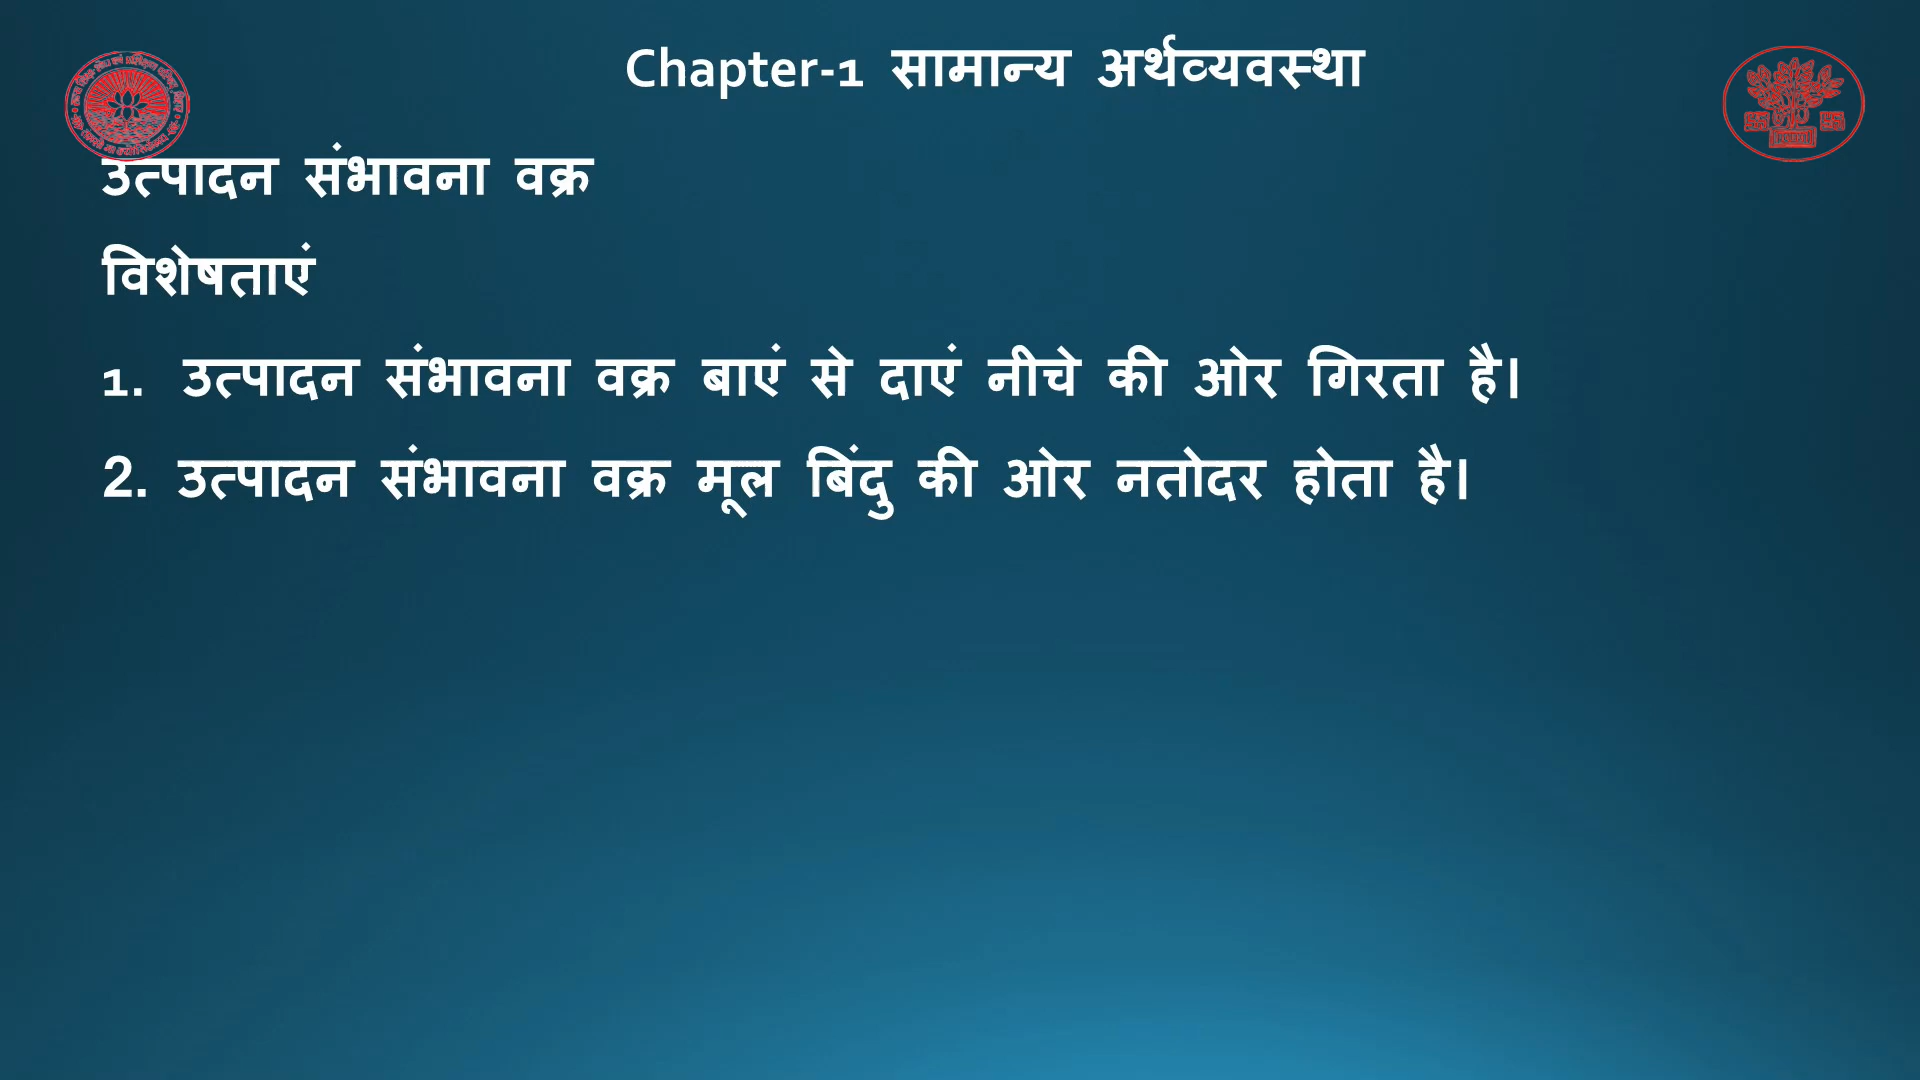 Chapter-1 सामान्य अर्थव्यवस्था
उत्पादन संभावना वक्र
विशेषताएं
1. उत्पादन संभावना वक्र बाएं से दाएं नीचे की ओर गिरता है।
2. उत्पादन संभावना वक्र मूल बिंदु की ओर नतोदर होता है।